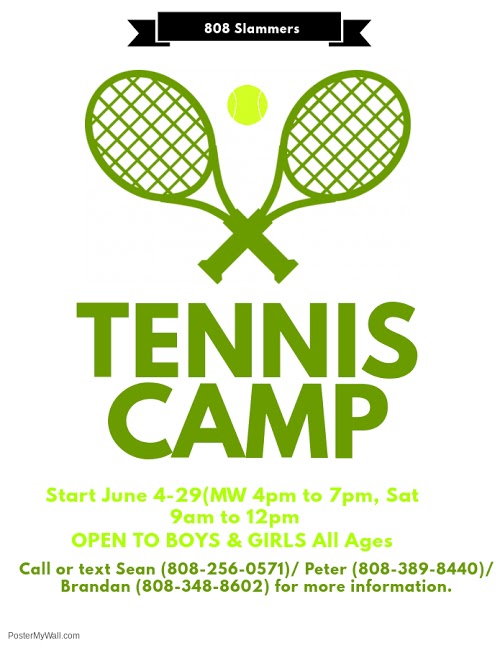 808 Slammers
TENNIS
CAMP
Start June 4-29(MW 4pm to 7pm, Sat
9am to 12pm
OPEN TO BOYS & GIRLS All Ages
Call or text Sean (808-256-0571)/ Peter (808-389-8440)/
Brandan (808-348-8602) for more information.
PosterMyWall.com